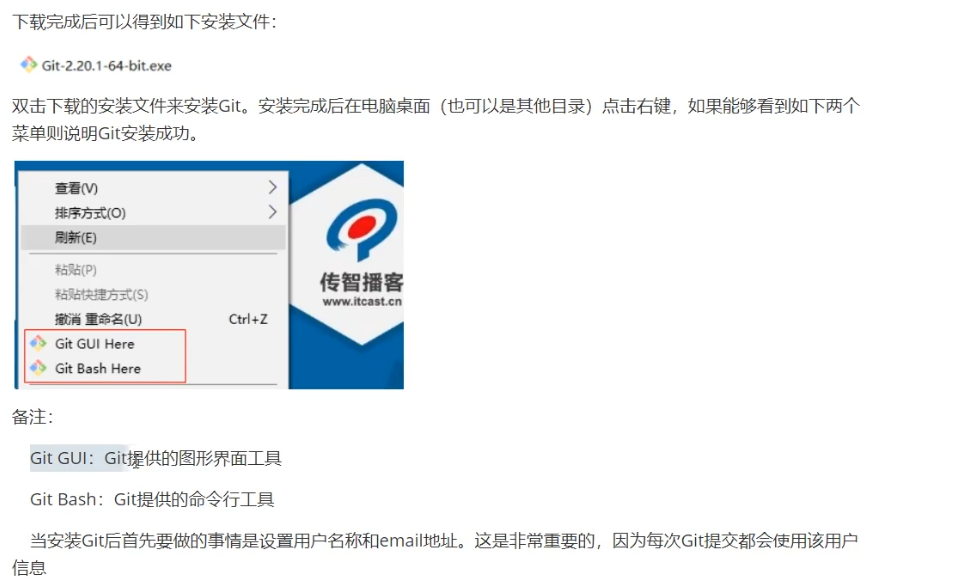 下载完成后可以得到如下安装文件：
Git-2.20.1-64-bit.exe
双击下载的安装文件来安装Git。安装完成后在电脑桌面（也可以是其他目录）点击右键，如果能够看到如下两个
菜单则说明Git安装成功。
查看(V)
排序方式(O)
刷新(E)
粘贴(P)
粘贴快捷方式(S)
撤消 重命名(U) Ctrl+Z
Git GUI Here
Git Bash Here
传智播客
www.itcast.cn
备注：
Git GUI：Git提供的图形界面工具
Git Bash：Git提供的命令行工具
当安装Git后首先要做的事情是设置用户名称和email地址。这是非常重要的，因为每次Git提交都会使用该用户
信息